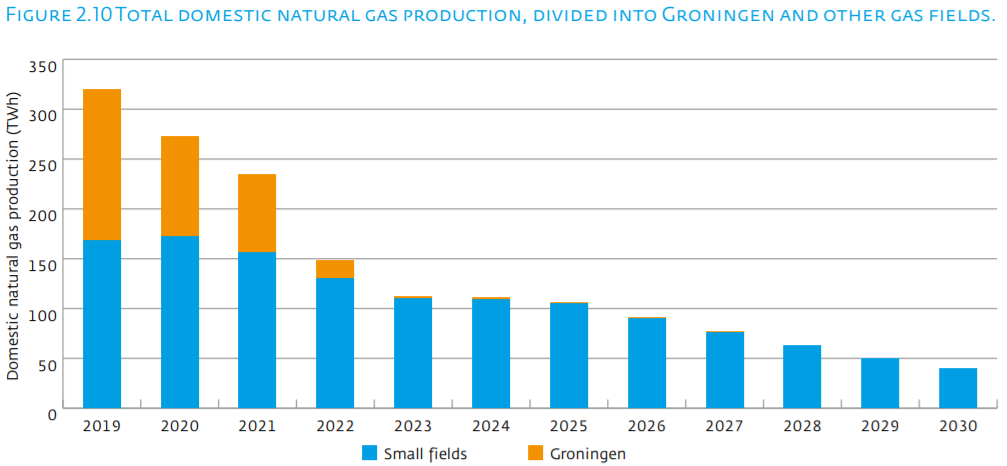 FIGURE 2.10 TOTAL DOMESTIC NATURAL GAS PRODUCTION, DIVIDED INTO GRONINGEN AND OTHER GAS FIELDS.
Domestic natural gas production (TWh)
350
300
250
200
150
100
50
0
2019 2020 2021 2022 2023 2024 2025 2026 2027 2028 2029 2030
Small fields Groningen